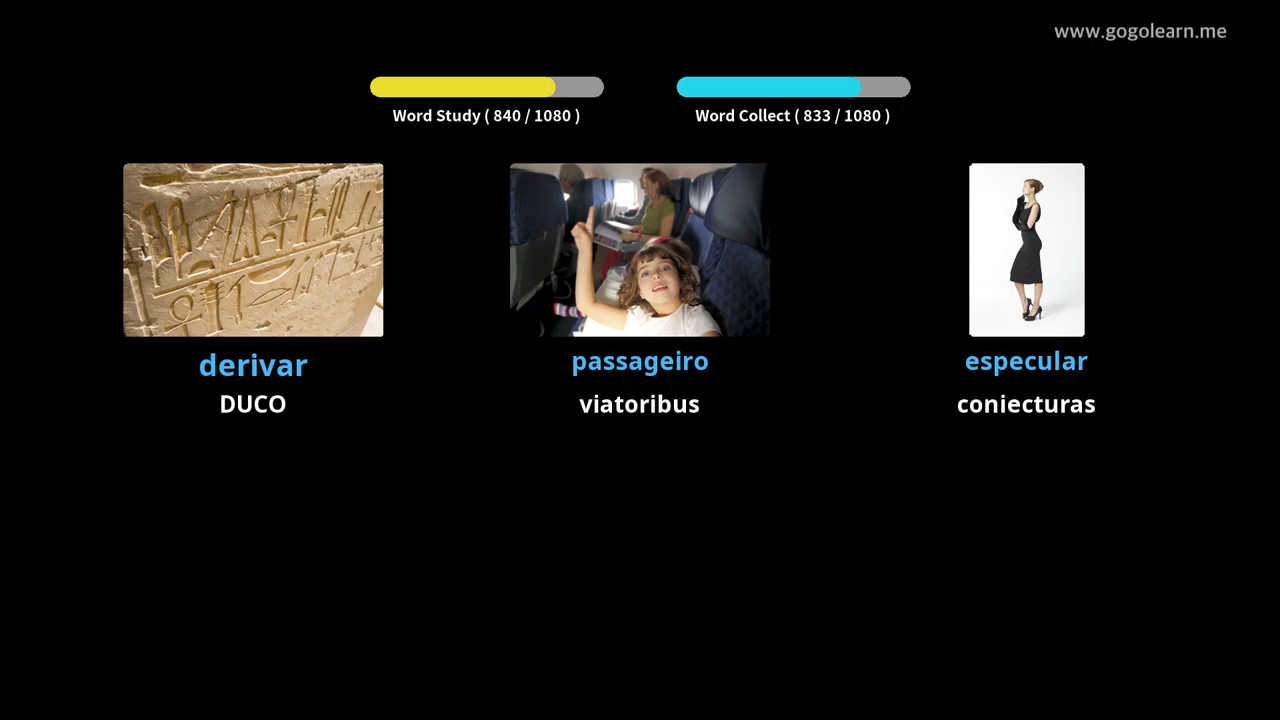 www.gogolearn.me
Word Study ( 840 / 1080 )
Word Collect ( 833 / 1080 )
derivar
passageiro
especular
DUCO
viatoribus
coniecturas